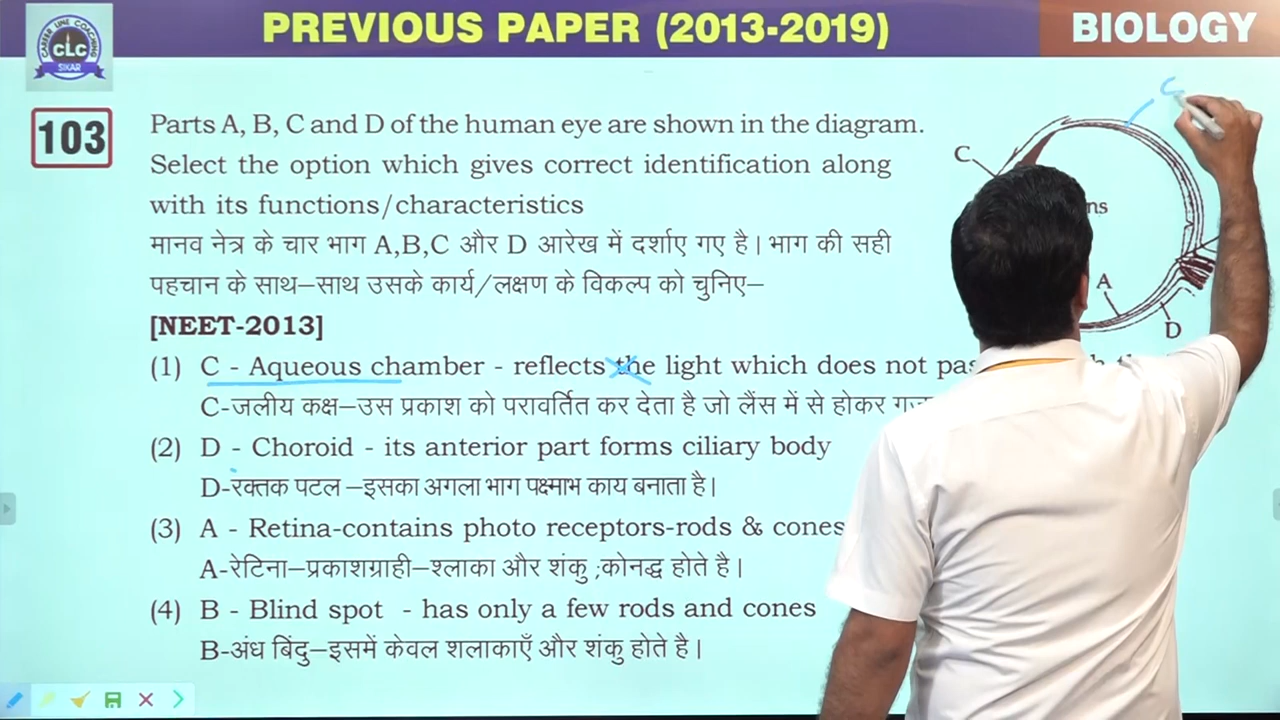 PREVIOUS PAPER (2013-2019)
BIOLOGY
CAREER LINE COACHING
CLC
SIKAR
103
Parts A, B, C and D of the human eye are shown in the diagram.
Select the option which gives correct identification along
with its functions/characteristics
मानव नेत्र के चार भाग A,B,C और D आरेख में दर्शाए गए है। भाग की सही
पहचान के साथ–साथ उसके कार्य/लक्षण के विकल्प को चुनिए–
[NEET-2013]
(1) C - Aqueous chamber - reflects the light which does not
C-जलीय कक्ष–उस प्रकाश को परावर्तित कर देता है जो लैंस में से होकर
(2) D - Choroid - its anterior part forms ciliary body
D-रक्तक पटल –इसका अगला भाग पक्ष्माभ काय बनाता है।
(3) A - Retina-contains photo receptors-rods & cones
A-रेटिना–प्रकाशग्राही–श्लाका और शंकु ;कोनद्ध होते है।
(4) B - Blind spot - has only a few rods and cones
B-अंध बिंदु–इसमें केवल शलाकाएँ और शंकु होते है।
C
A
D